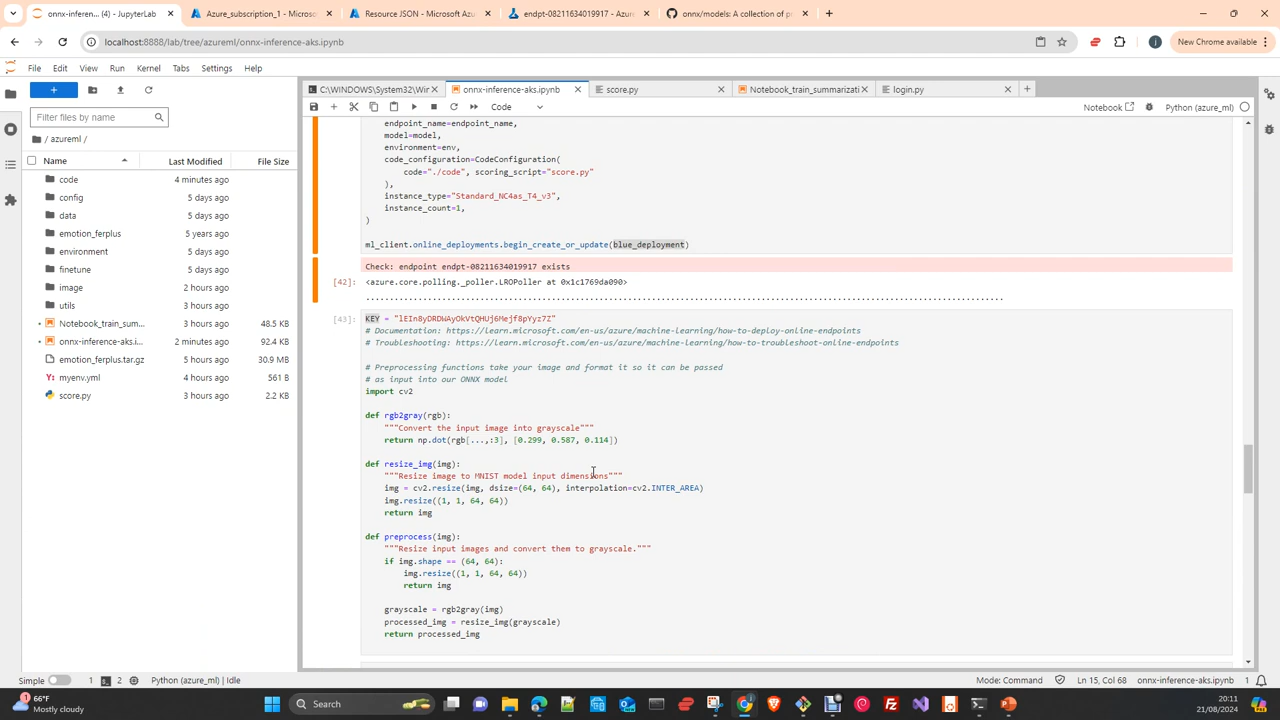 onnx-inferen... (4) - JupyterLab
Azure_subscription_1 - Microso
Resource JSON - Microsoft Azu
endpt-08211634019917 - Azure
onnx/models: A collection of p
localhost:8888/lab/tree/azureml/onnx-inference-aks.ipynb
New Chrome available
File Edit View Run Kernel Tabs Settings Help
C:\WINDOWS\System32\Wir
onnx-inference-aks.ipynb
score.py
Notebook_train_summarizati
login.py
Code
Notebook
Python (azure_ml)
Filter files by name
/ azureml /
Name Last Modified File Size
code 4 minutes ago
config 5 days ago
data 5 days ago
emotion_ferplus 5 years ago
environment 5 days ago
finetune 5 days ago
image 2 hours ago
utils 5 days ago
Notebook_train_sum... 3 hours ago 48.5 KB
onnx-inference-aks.i... 2 minutes ago 92.4 KB
emotion_ferplus.tar.gz 5 hours ago 30.9 MB
myenv.yml 4 hours ago 561 B
score.py 3 hours ago 2.2 KB
endpoint_name=endpoint_name,
model=model,
environment=env,
code_configuration=CodeConfiguration(
code="./code", scoring_script="score.py"
),
instance_type="Standard_NC4as_T4_v3",
instance_count=1,
)
ml_client.online_deployments.begin_create_or_update(blue_deployment)
Check: endpoint endpt-08211634019917 exists
[42]: <azure.core.polling._poller.LROPoller at 0x1c1769da090>
[43]: KEY = "lEIn8yDRDWAyOkVtQHUj6Mejf8pYyz7Z"
# Documentation: https://learn.microsoft.com/en-us/azure/machine-learning/how-to-deploy-online-endpoints
# Troubleshooting: https://learn.microsoft.com/en-us/azure/machine-learning/how-to-troubleshoot-online-endpoints
# Preprocessing functions take your image and format it so it can be passed
# as input into our ONNX model
import cv2
def rgb2gray(rgb):
"""Convert the input image into grayscale"""
return np.dot(rgb[...,:3], [0.299, 0.587, 0.114])
def resize_img(img):
"""Resize image to MNIST model input dimensions"""
img = cv2.resize(img, dsize=(64, 64), interpolation=cv2.INTER_AREA)
img.resize((1, 1, 64, 64))
return img
def preprocess(img):
"""Resize input images and convert them to grayscale."""
if img.shape == (64, 64):
img.resize((1, 1, 64, 64))
return img
grayscale = rgb2gray(img)
processed_img = resize_img(grayscale)
return processed_img
Simple 1 2 Python (azure_ml) | Idle
Mode: Command Ln 15, Col 68 onnx-inference-aks.ipynb 1
66°F
Mostly cloudy
Search
20:11
21/08/2024